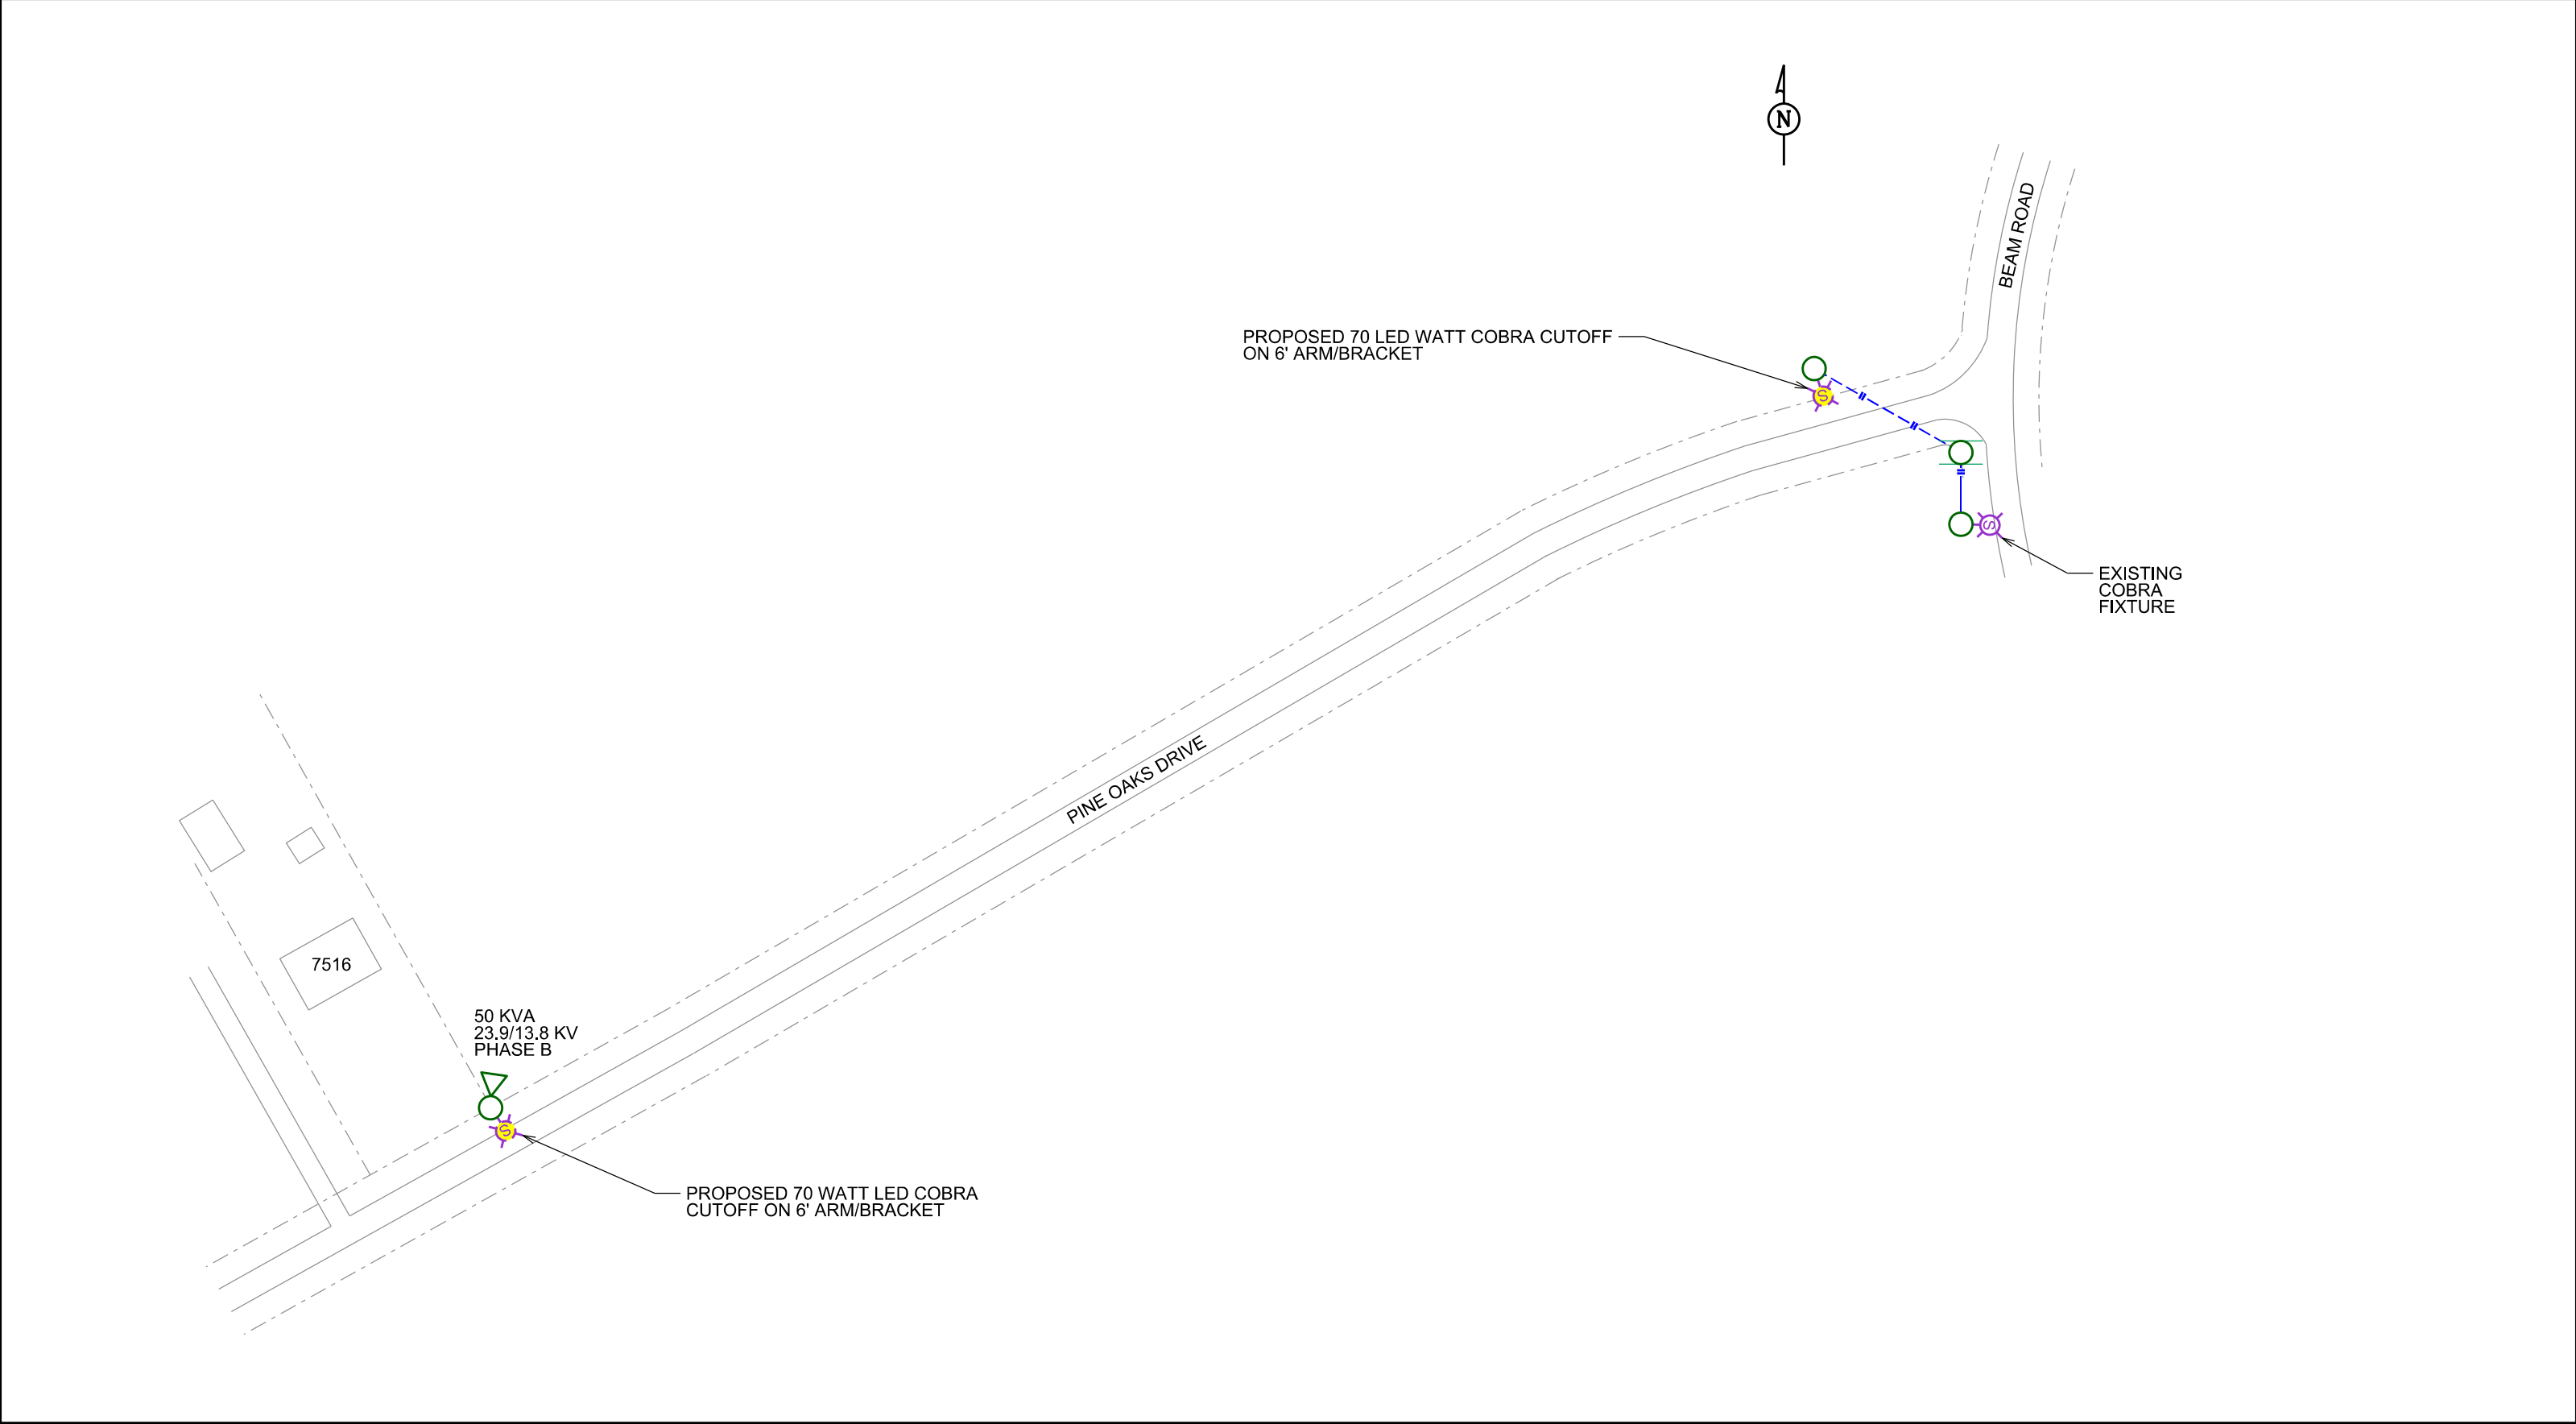 N
BEAM ROAD
PROPOSED 70 LED WATT COBRA CUTOFF
ON 6' ARM/BRACKET
S
S
EXISTING
COBRA
FIXTURE
PINE OAKS DRIVE
7516
50 KVA
23.9/13.8 KV
PHASE B
S
PROPOSED 70 WATT LED COBRA
CUTOFF ON 6' ARM/BRACKET